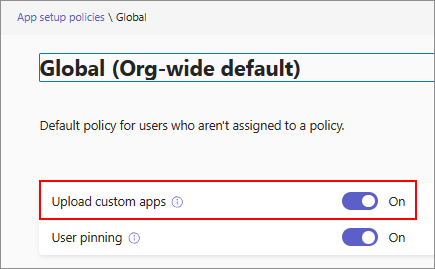 App setup policies \ Global
Global (Org-wide default)
Default policy for users who aren't assigned to a policy.
Upload custom apps On
User pinning On